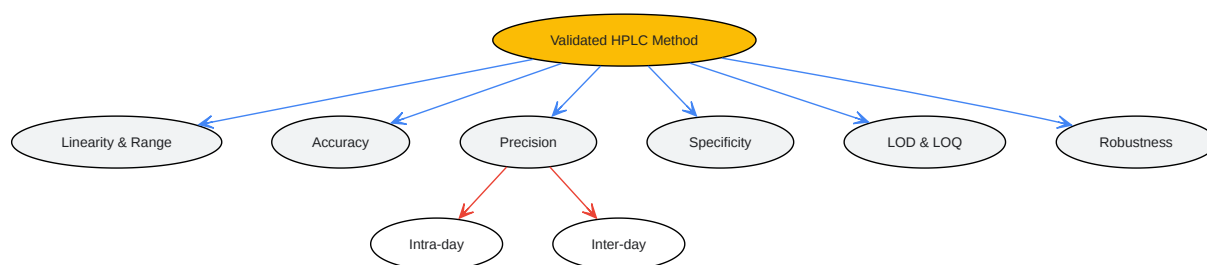 Validated HPLC Method
Linearity & Range
Accuracy
Precision
Specificity
LOD & LOQ
Robustness
Intra-day
Inter-day